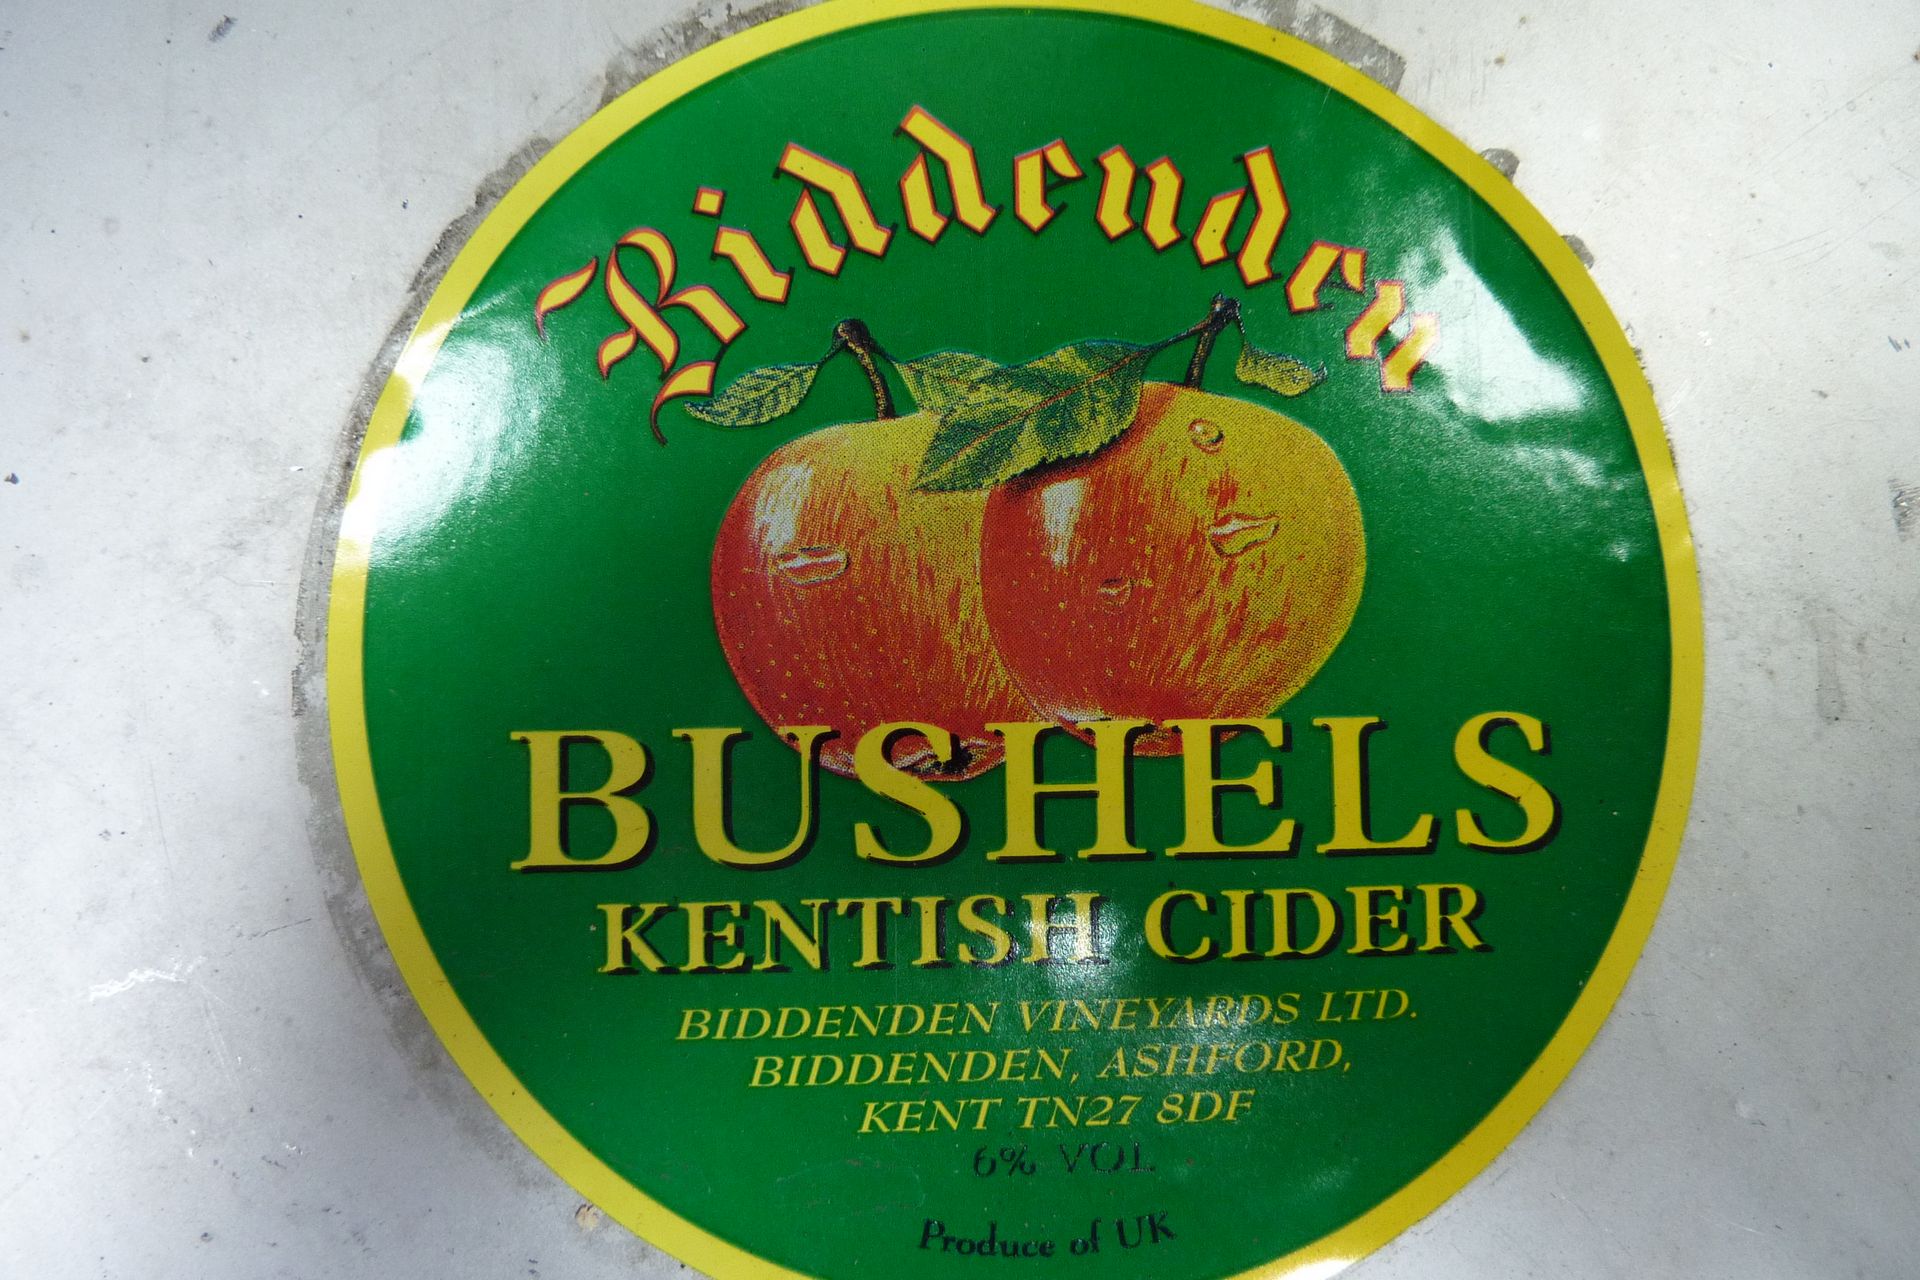 Biddenden
BUSHELS
KENTISH CIDER
BIDDENDEN VINEYARDS LTD.
BIDDENDEN, ASHFORD,
KENT TN27 8DF
6% VOL
Produce of UK